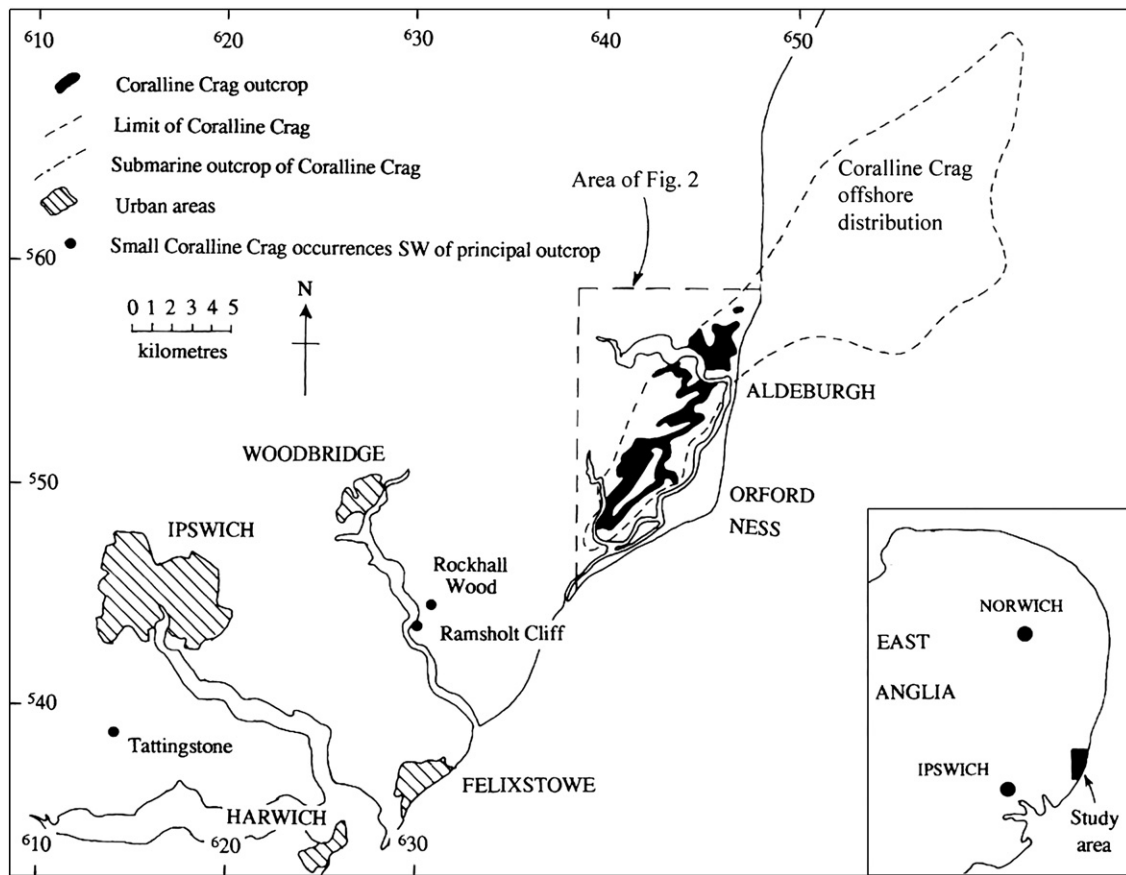 ⁶10
⁶20
⁶30
⁶40
⁶50
Coralline Crag outcrop
Limit of Coralline Crag
Submarine outcrop of Coralline Crag
Urban areas
Small Coralline Crag occurrences SW of principal outcrop
Area of Fig. 2
Coralline Crag
offshore
distribution
⁵60
N
0 1 2 3 4 5
kilometres
ALDEBURGH
WOODBRIDGE
⁵50
ORFORD
NESS
IPSWICH
Rockhall
Wood
Ramsholt Cliff
⁵40
Tattingstone
FELIXSTOWE
HARWICH
⁶10
⁶20
⁶30
NORWICH
EAST
ANGLIA
IPSWICH
Study
area